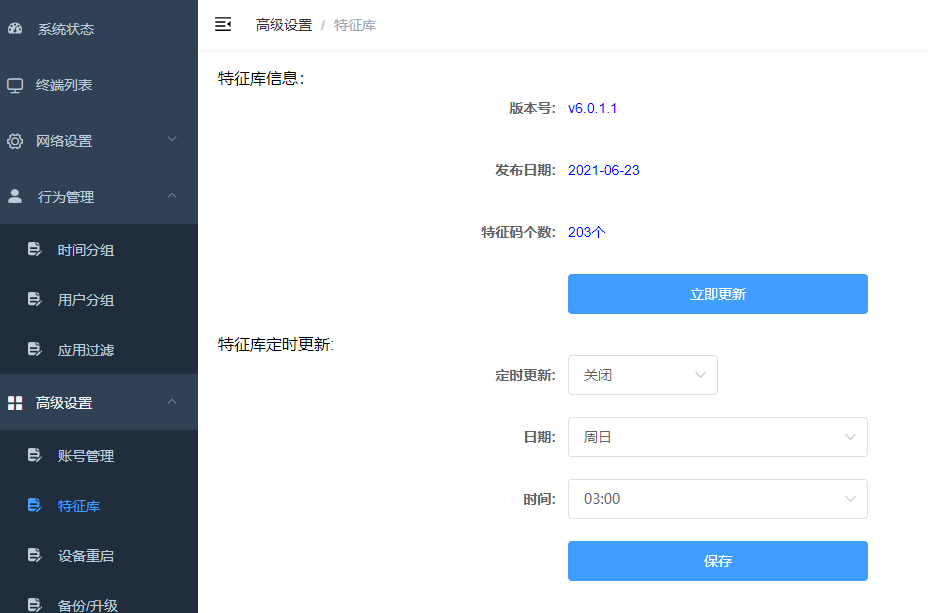 系统状态
终端列表
网络设置
行为管理
时间分组
用户分组
应用过滤
高级设置
账号管理
特征库
设备重启
备份/升级
高级设置 / 特征库
特征库信息:
版本号: v6.0.1.1
发布日期: 2021-06-23
特征码个数: 203个
立即更新
特征库定时更新:
定时更新: 关闭
日期: 周日
时间: 03:00
保存